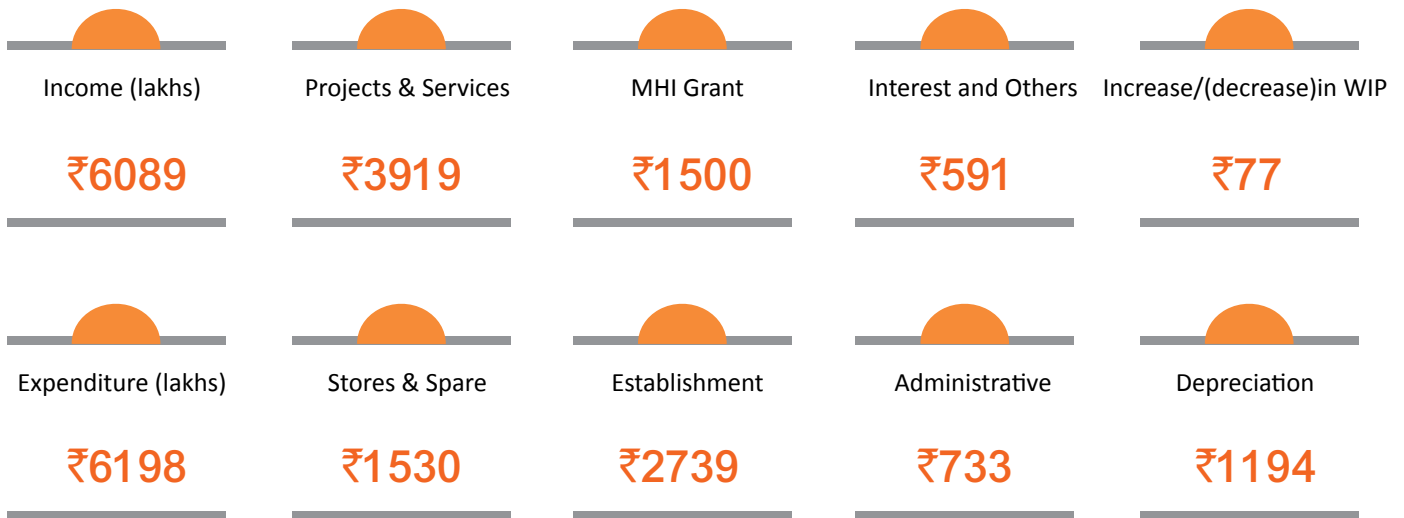 Income (lakhs) Projects & Services MHI Grant Interest and Others Increase/(decrease)in WIP
₹6089 ₹3919 ₹1500 ₹591 ₹77
Expenditure (lakhs) Stores & Spare Establishment Administrative Depreciation
₹6198 ₹1530 ₹2739 ₹733 ₹1194